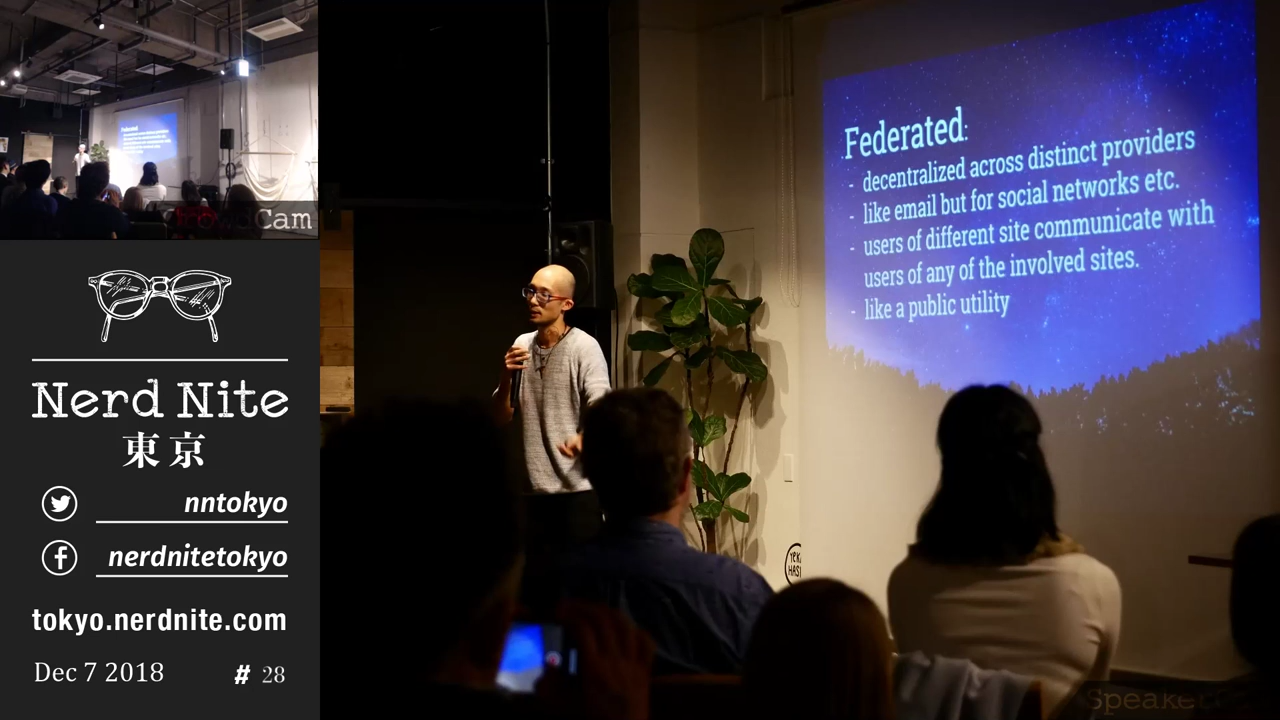 Nerd Nite
東京
nntokyo
nerdnitetokyo
tokyo.nerdnite.com
Dec 7 2018 # 28
Federated:
- decentralized across distinct providers
- like email but for social networks etc.
- users of different site communicate with
users of any of the involved sites.
- like a public utility